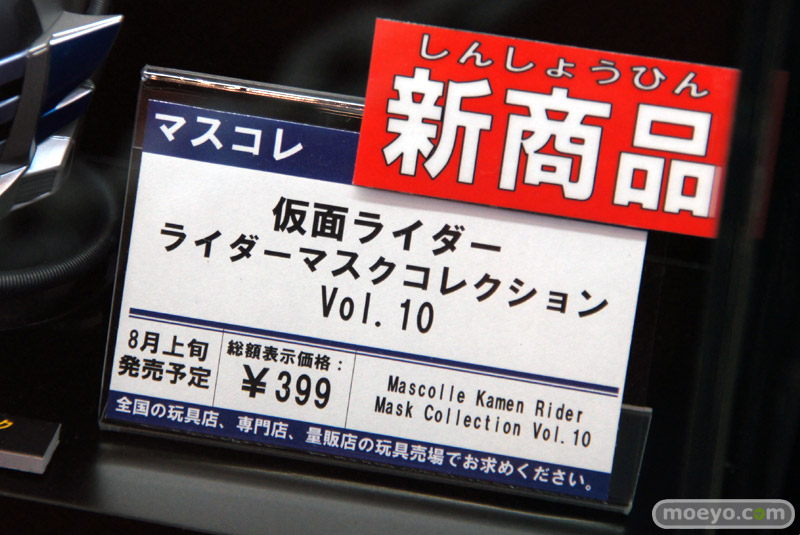 しんしょうひん
新商品
マスコレ
仮面ライダー
ライダーマスクコレクション
Vol. 10
8月上旬
発売予定
総額表示価格：
￥399
Mascolle Kamen Rider
Mask Collection Vol. 10
全国の玩具店、専門店、量販店の玩具売場でお求めください。
moeyo.com